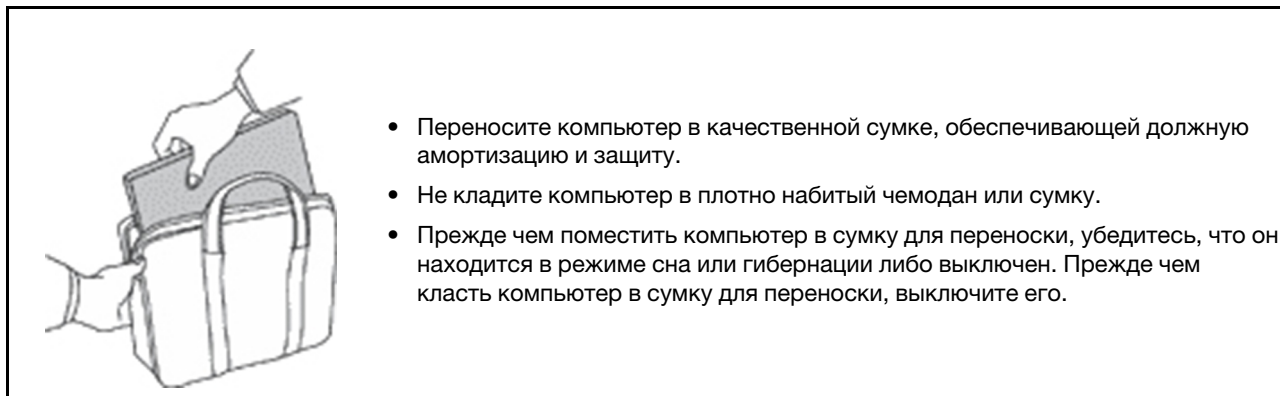 • Переносите компьютер в качественной сумке, обеспечивающей должную
амортизацию и защиту.
• Не кладите компьютер в плотно набитый чемодан или сумку.
• Прежде чем поместить компьютер в сумку для переноски, убедитесь, что он
находится в режиме сна или гибернации либо выключен. Прежде чем
класть компьютер в сумку для переноски, выключите его.